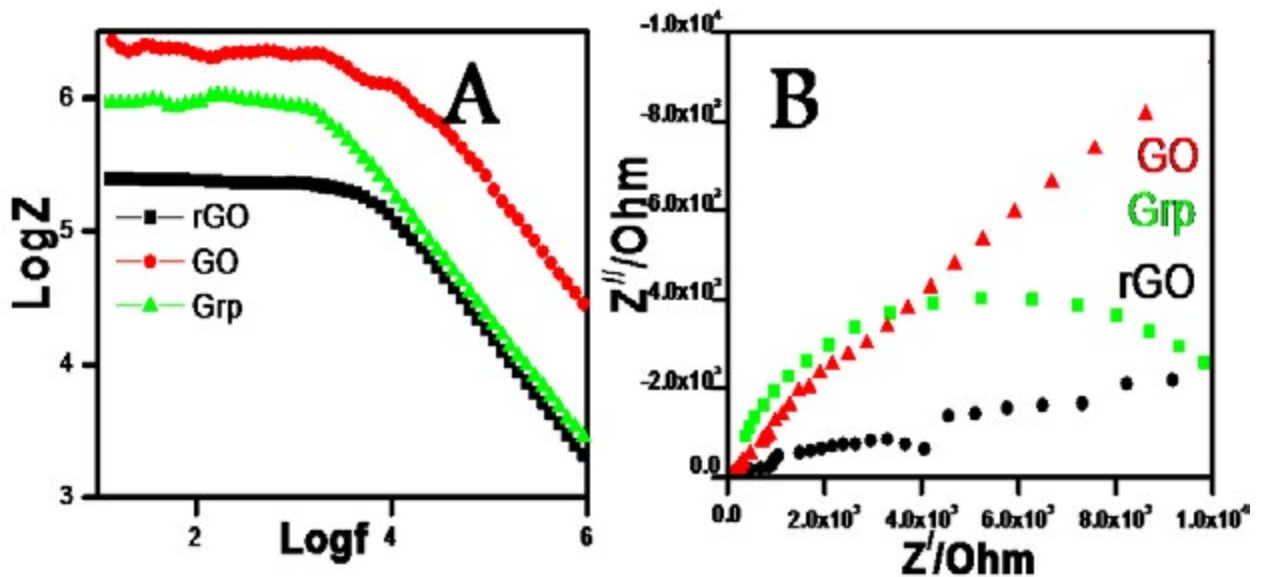 A
LogZ
6
5
4
3
rGO
GO
Grp
2
4
6
Logf
B
Z//​/Ohm
-1.0x10⁴
-8.0x10³
-6.0x10³
-4.0x10³
-2.0x10³
0.0
GO
Grp
rGO
0.0
2.0x10³
4.0x10³
6.0x10³
8.0x10³
1.0x10⁴
Z/​/Ohm